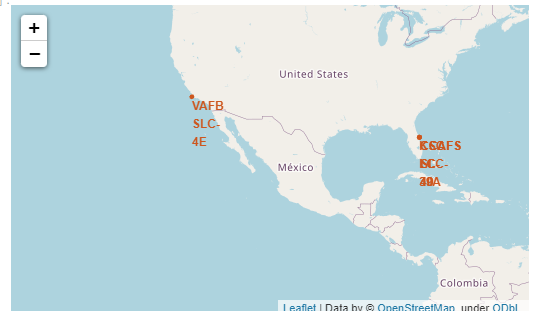 +
−
United States
VAFB
SLC-
4E
México
Colombia
Leaflet | Data by © OpenStreetMap, under ODbL.